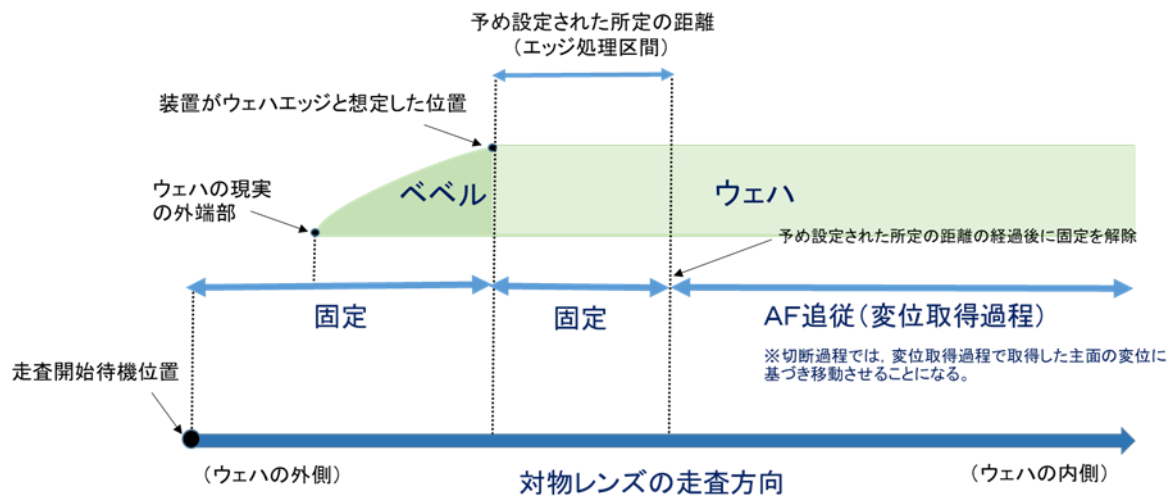 予め設定された所定の距離
（エッジ処理区間）
装置がウェハエッジと想定した位置
ウェハの現実
の外端部
ベベル
ウェハ
予め設定された所定の距離の経過後に固定を解除
固定
固定
AF追従（変位取得過程）
※切断過程では，変位取得過程で取得した主面の変位に
基づき移動させることになる。
走査開始待機位置
（ウェハの外側）
対物レンズの走査方向
（ウェハの内側）